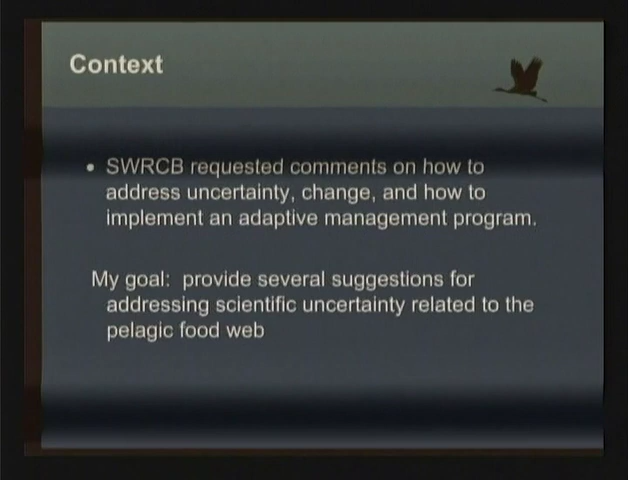 Context
• SWRCB requested comments on how to
address uncertainty, change, and how to
implement an adaptive management program.
My goal: provide several suggestions for
addressing scientific uncertainty related to the
pelagic food web